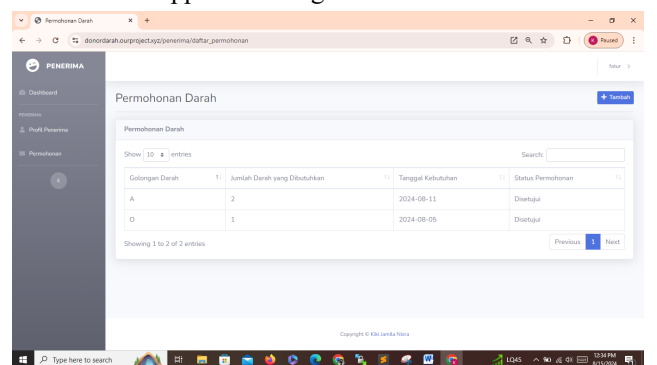 Permohonan Darah
donordarah.ourproject.xyz/penerima/daftar_permohonan
K Paused
PENERIMA
fatur
Dashboard
PENERIMA
Profil Penerima
Permohonan
Permohonan Darah
+ Tambah
Permohonan Darah
Show 10 entries
Search:
Golongan Darah Jumlah Darah yang Dibutuhkan Tanggal Kebutuhan Status Permohonan
A 2 2024-08-11 Disetujui
O 1 2024-08-05 Disetujui
Showing 1 to 2 of 2 entries
Previous 1 Next
Copyright © Kiki Jamilla Nisra
Type here to search
LQ45
12:34 PM
8/15/2024